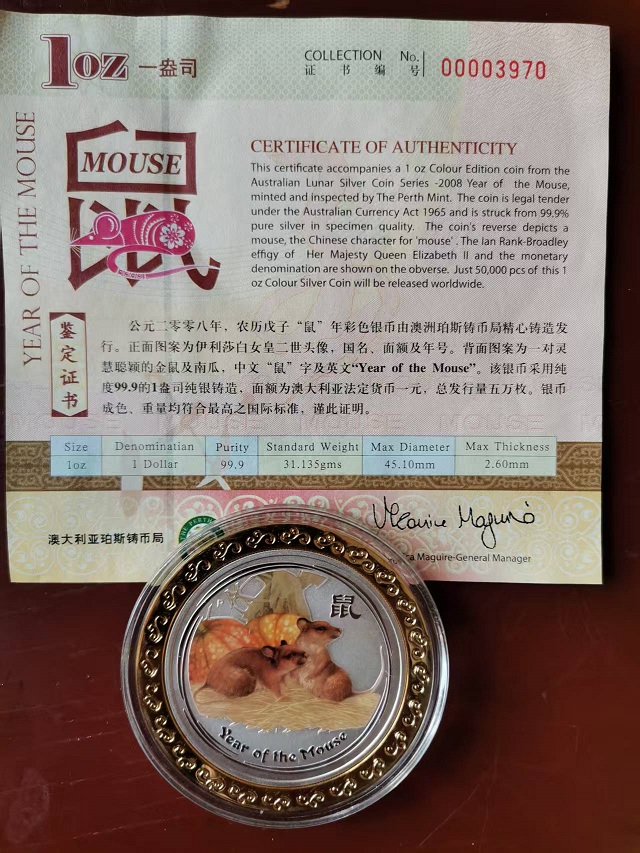 1oz 一盎司
COLLECTION No.
证书编号 00003970
YEAR OF THE MOUSE
MOUSE
CERTIFICATE OF AUTHENTICITY
This certificate accompanies a 1 oz Colour Edition coin from the
Australian Lunar Silver Coin Series -2008 Year of the Mouse,
minted and inspected by The Perth Mint. The coin is legal tender
under the Australian Currency Act 1965 and is struck from 99.9%
pure silver in specimen quality. The coin's reverse depicts a
mouse, the Chinese character for 'mouse'. The Ian Rank-Broadley
effigy of Her Majesty Queen Elizabeth II and the monetary
denomination are shown on the obverse. Just 50,000 pcs of this 1
oz Colour Silver Coin will be released worldwide.
鉴定证书
公元二零零八年，农历戊子“鼠”年彩色银币由澳洲珀斯铸币局精心铸造发
行。正面图案为伊利莎白女皇二世头像，国名、面额及年号。背面图案为一对灵
慧聪颖的金鼠及南瓜，中文“鼠”字及英文“Year of the Mouse”。该银币采用纯
度99.9的1盎司纯银铸造，面额为澳大利亚法定货币一元，总发行量五万枚。银币
成色、重量均符合最高之国际标准，谨此证明。
MOUSE MOUSE MOUSE
Size Denominatian Purity Standard Weight Max Diameter Max Thickness
1oz 1 Dollar 99.9 31.135gms 45.10mm 2.60mm
澳大利亚珀斯铸币局
THE PERTH
Maguire-General Manager
鼠
Year of the Mouse